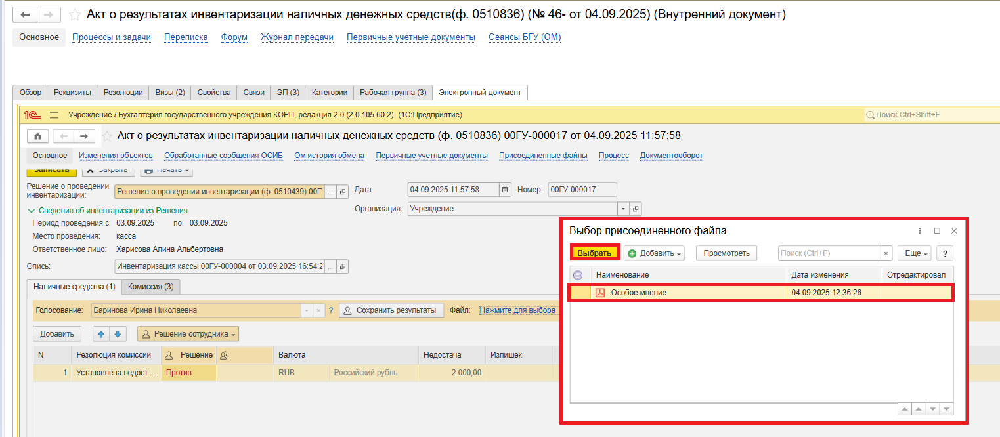 Акт о результатах инвентаризации наличных денежных средств(ф. 0510836) (№ 46- от 04.09.2025) (Внутренний документ)
Основное Процессы и задачи Переписка Форум Журнал передачи Первичные учетные документы Сеансы БГУ (ОМ)
Обзор Реквизиты Резолюции Визы (2) Свойства Связи ЭП (3) Категории Рабочая группа (3) Электронный документ
1С Учреждение / Бухгалтерия государственного учреждения КОРП, редакция 2.0 (2.0.105.60.2) (1С:Предприятие) Поиск Ctrl+Shift+F
Акт о результатах инвентаризации наличных денежных средств (ф. 0510836) 00ГУ-000017 от 04.09.2025 11:57:58
Основное Изменения объектов Обработанные сообщения ОСИБ Ом история обмена Первичные учетные документы Присоединенные файлы Процесс Документооборот
Записать Закрыть Печать
Решение о проведении
инвентаризации: Решение о проведении инвентаризации (ф. 0510439) 00Г ... Дата: 04.09.2025 11:57:58 Номер: 00ГУ-000017
Организация: Учреждение
Сведения об инвентаризации из Решения
Период проведения с: 03.09.2025 по: 03.09.2025
Место проведения: касса
Ответственное лицо: Харисова Алина Альбертовна
Опись: Инвентаризация кассы 00ГУ-000004 от 03.09.2025 16:54:2 ...
Наличные средства (1) Комиссия (3)
Голосование: Баринова Ирина Николаевна × ? Сохранить результаты Файл: Нажмите для выбора
Добавить Решение сотрудника
N Резолюция комиссии Решение Валюта Недостача Излишек
1 Установлена недост... Против RUB Российский рубль 2 000,00
Выбор присоединенного файла
Выбрать Добавить Просмотреть Поиск (Ctrl+F) × Еще ?
Наименование Дата изменения Отредактировал
Особое мнение 04.09.2025 12:36:26